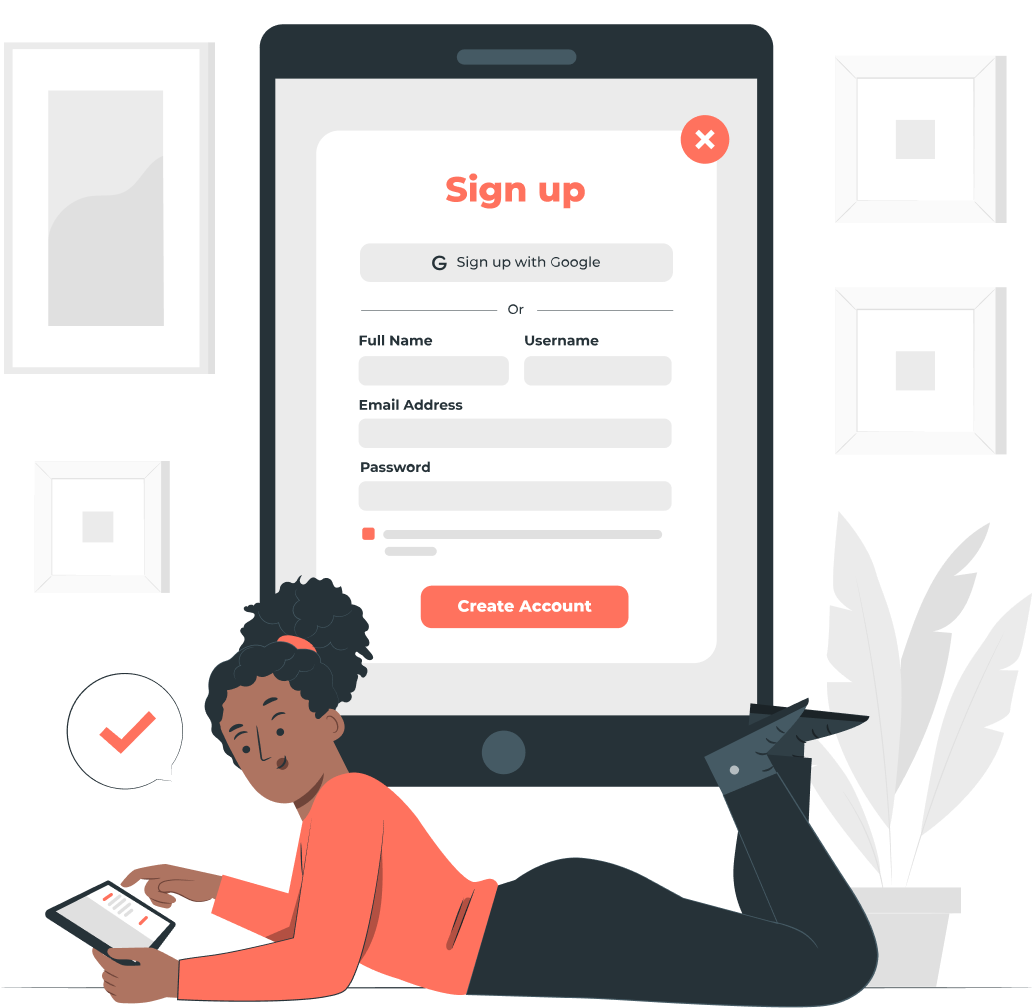 Sign up
G Sign up with Google
Or
Full Name Username
Email Address
Password
Create Account